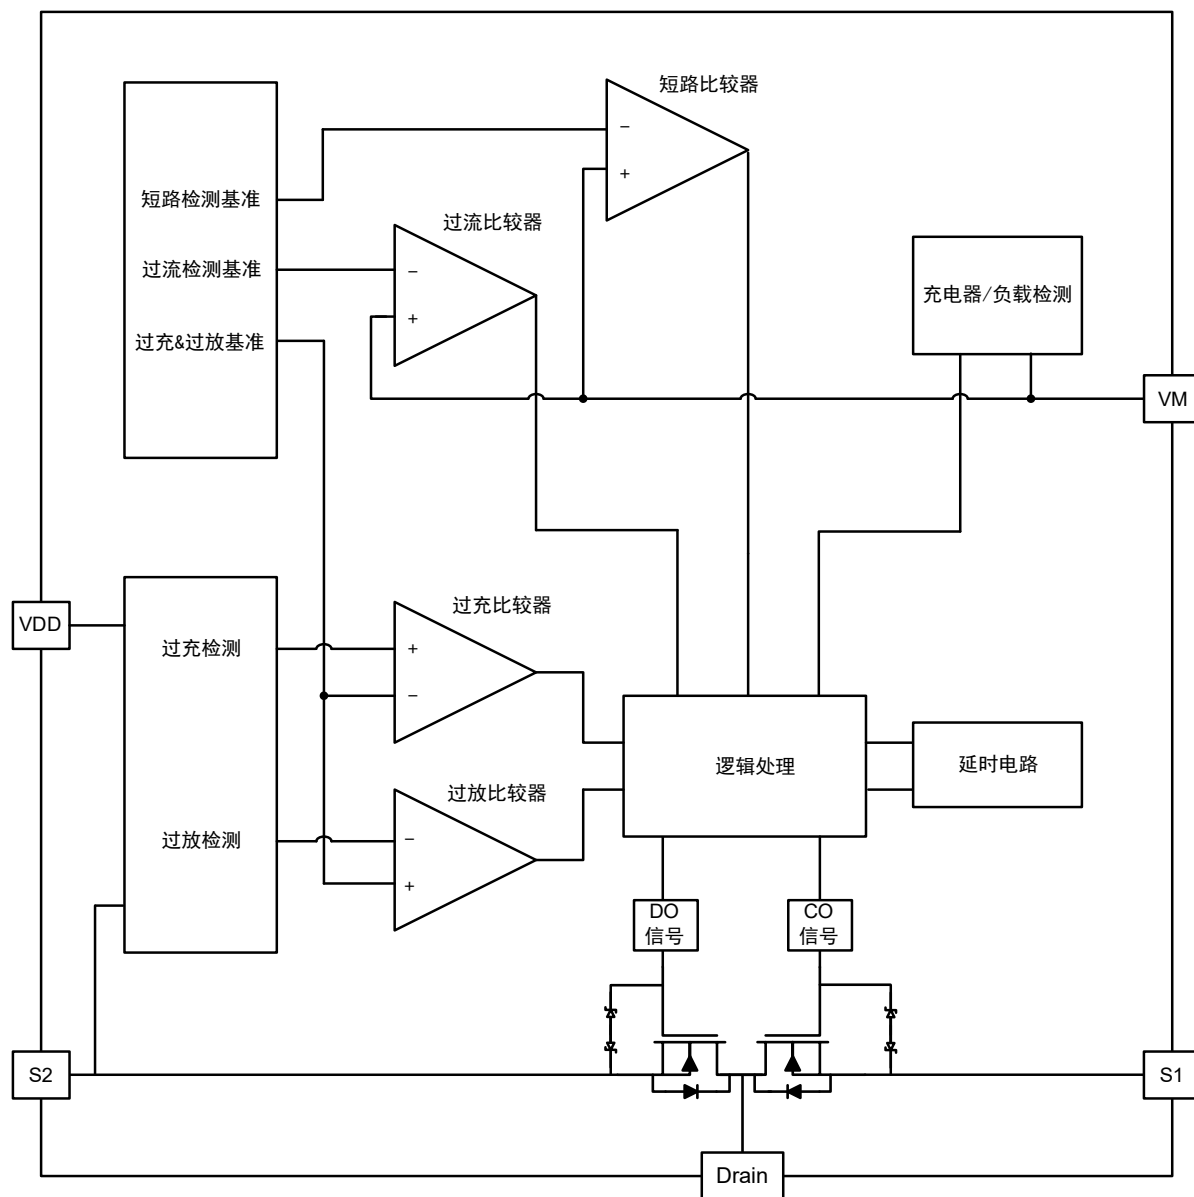 短路比较器
−
+
短路检测基准
过流比较器
过流检测基准
−
充电器/负载检测
+
过充&过放基准
VM
过充比较器
VDD
过充检测
+
−
逻辑处理
延时电路
过放比较器
过放检测
−
+
DO
信号
CO
信号
S2
S1
Drain